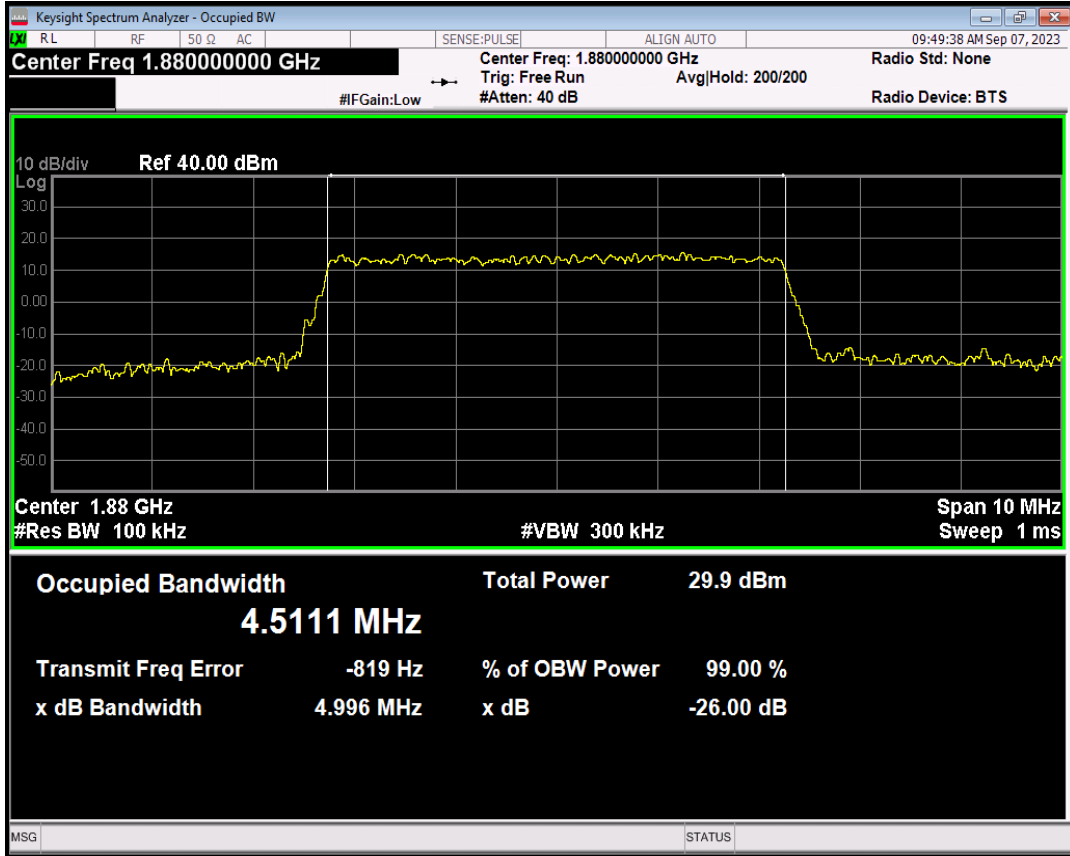 Keysight Spectrum Analyzer - Occupied BW
LXI RL RF 50 Ω AC SENSE:PULSE ALIGN AUTO 09:49:38 AM Sep 07, 2023
Center Freq 1.880000000 GHz Center Freq: 1.880000000 GHz Radio Std: None
Trig: Free Run Avg|Hold: 200/200
#IFGain:Low #Atten: 40 dB Radio Device: BTS
10 dB/div Ref 40.00 dBm
Log
30.0
20.0
10.0
0.00
-10.0
-20.0
-30.0
-40.0
-50.0
Center 1.88 GHz Span 10 MHz
#Res BW 100 kHz #VBW 300 kHz Sweep 1 ms
Occupied Bandwidth Total Power 29.9 dBm
4.5111 MHz
Transmit Freq Error -819 Hz % of OBW Power 99.00 %
x dB Bandwidth 4.996 MHz x dB -26.00 dB
MSG STATUS